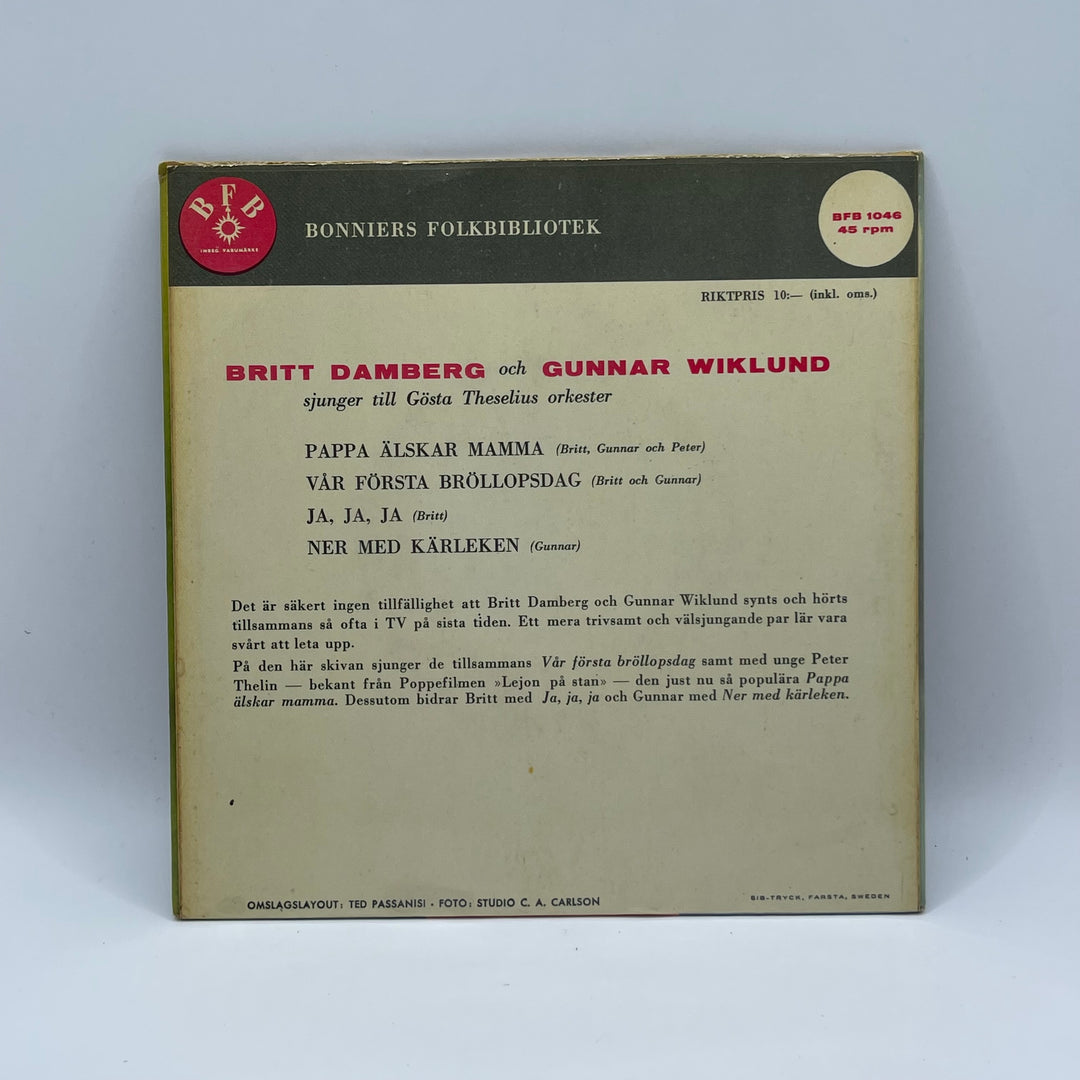 BFB
INREG. VARUMÄRKE
BONNIERS FOLKBIBLIOTEK
BFB 1046
45 rpm
RIKTPRIS 10:— (inkl. oms.)
BRITT DAMBERG och GUNNAR WIKLUND
sjunger till Gösta Theselius orkester
PAPPA ÄLSKAR MAMMA (Britt, Gunnar och Peter)
VÅR FÖRSTA BRÖLLOPSDAG (Britt och Gunnar)
JA, JA, JA (Britt)
NER MED KÄRLEKEN (Gunnar)
Det är säkert ingen tillfällighet att Britt Damberg och Gunnar Wiklund synts och hörts
tillsammans så ofta i TV på sista tiden. Ett mera trivsamt och välsjungande par lär vara
svårt att leta upp.
På den här skivan sjunger de tillsammans Vår första bröllopsdag samt med unge Peter
Thelin — bekant från Poppefilmen »Lejon på stan» — den just nu så populära Pappa
älskar mamma. Dessutom bidrar Britt med Ja, ja, ja och Gunnar med Ner med kärleken.
OMSLAGSLAYOUT: TED PASSANISI · FOTO: STUDIO C. A. CARLSON
SIB-TRYCK, FARSTA, SWEDEN